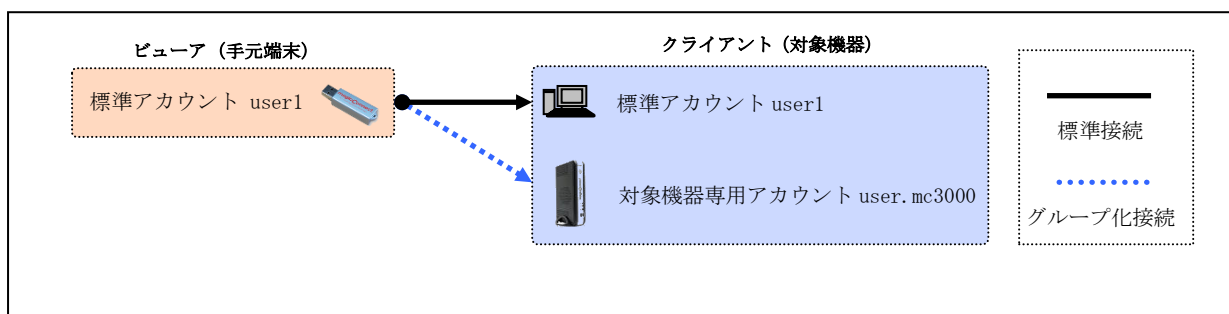 ビューア (手元端末)
標準アカウント user1
クライアント (対象機器)
標準アカウント user1
対象機器専用アカウント user.mc3000
標準接続
グループ化接続